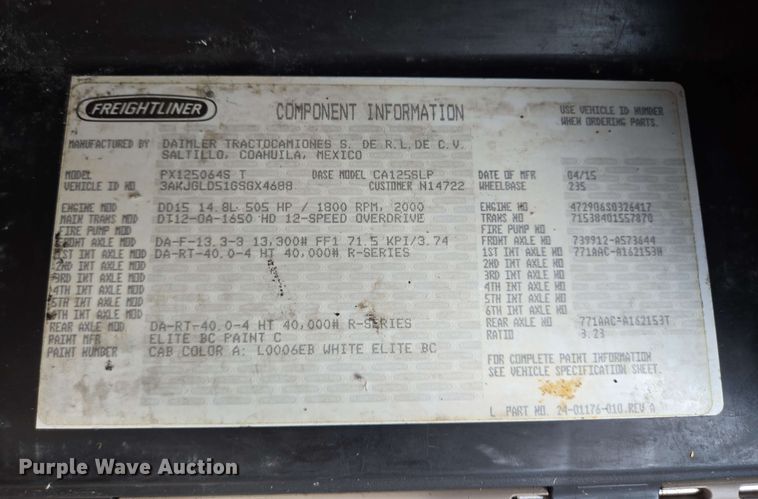 FREIGHTLINER
COMPONENT INFORMATION
USE VEHICLE ID NUMBER
WHEN ORDERING PARTS.
MANUFACTURED BY DAIMLER TRACTOCAMIONES S. DE R.L. DE C.V.
SALTILLO, COAHUILA, MEXICO
MODEL PX125064S T BASE MODEL CA125SLP DATE OF MFR 04/15
VEHICLE ID NO 3AKJGLD51GSGX4688 CUSTOMER N14722 WHEELBASE 235
ENGINE MOD DD15 14.8L 505 HP / 1800 RPM, 2000 ENGINE NO 472906S0326417
MAIN TRANS MOD DT12-OA-1650 HD 12-SPEED OVERDRIVE TRANS NO 71538401557870
FIRE PUMP MOD FIRE PUMP NO
FRONT AXLE MOD DA-F-13.3-3 13,300# FF1 71.5 KPI/3.74 FRONT AXLE NO 739912-AS73644
1ST INT AXLE MOD DA-RT-40.0-4 HT 40,000# R-SERIES 1ST INT AXLE NO 771AAC-A162153H
2ND INT AXLE MOD 2ND INT AXLE NO
3RD INT AXLE MOD 3RD INT AXLE NO
4TH INT AXLE MOD 4TH INT AXLE NO
5TH INT AXLE MOD 5TH INT AXLE NO
6TH INT AXLE MOD 6TH INT AXLE NO
REAR AXLE MOD DA-RT-40.0-4 HT 40,000# R-SERIES REAR AXLE NO 771AAC-A162153T
PAINT MFR ELITE BC PAINT C RATIO 3.23
PAINT NUMBER CAB COLOR A: L0006EB WHITE ELITE BC
FOR COMPLETE PAINT INFORMATION
SEE VEHICLE SPECIFICATION SHEET.
L PART NO. 24-01176-010 REV A
Purple Wave Auction